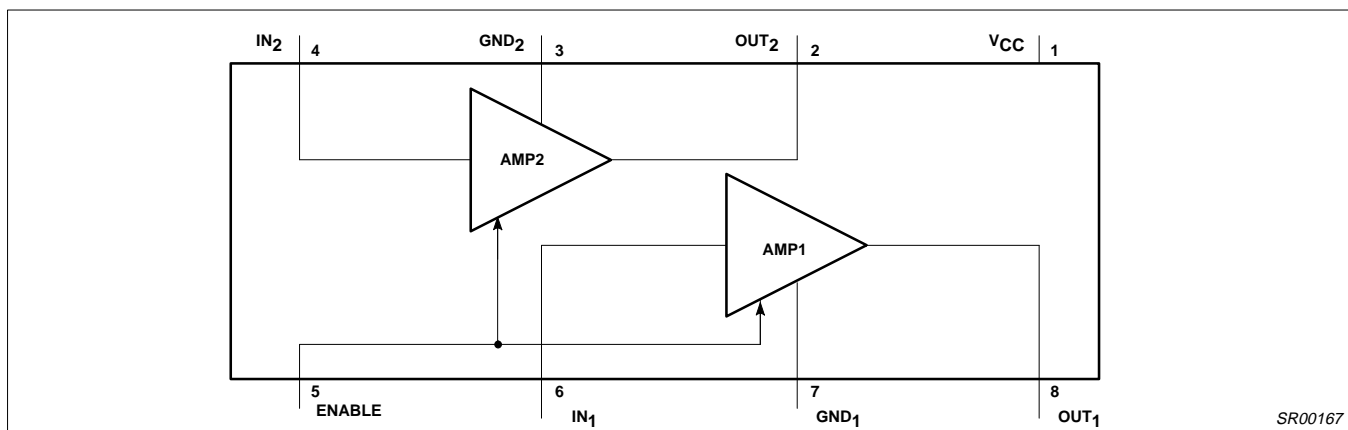 IN2 4 GND2 3 OUT2 2 VCC 1
AMP2
AMP1
5 6 7 8
ENABLE IN1 GND1 OUT1
SR00167